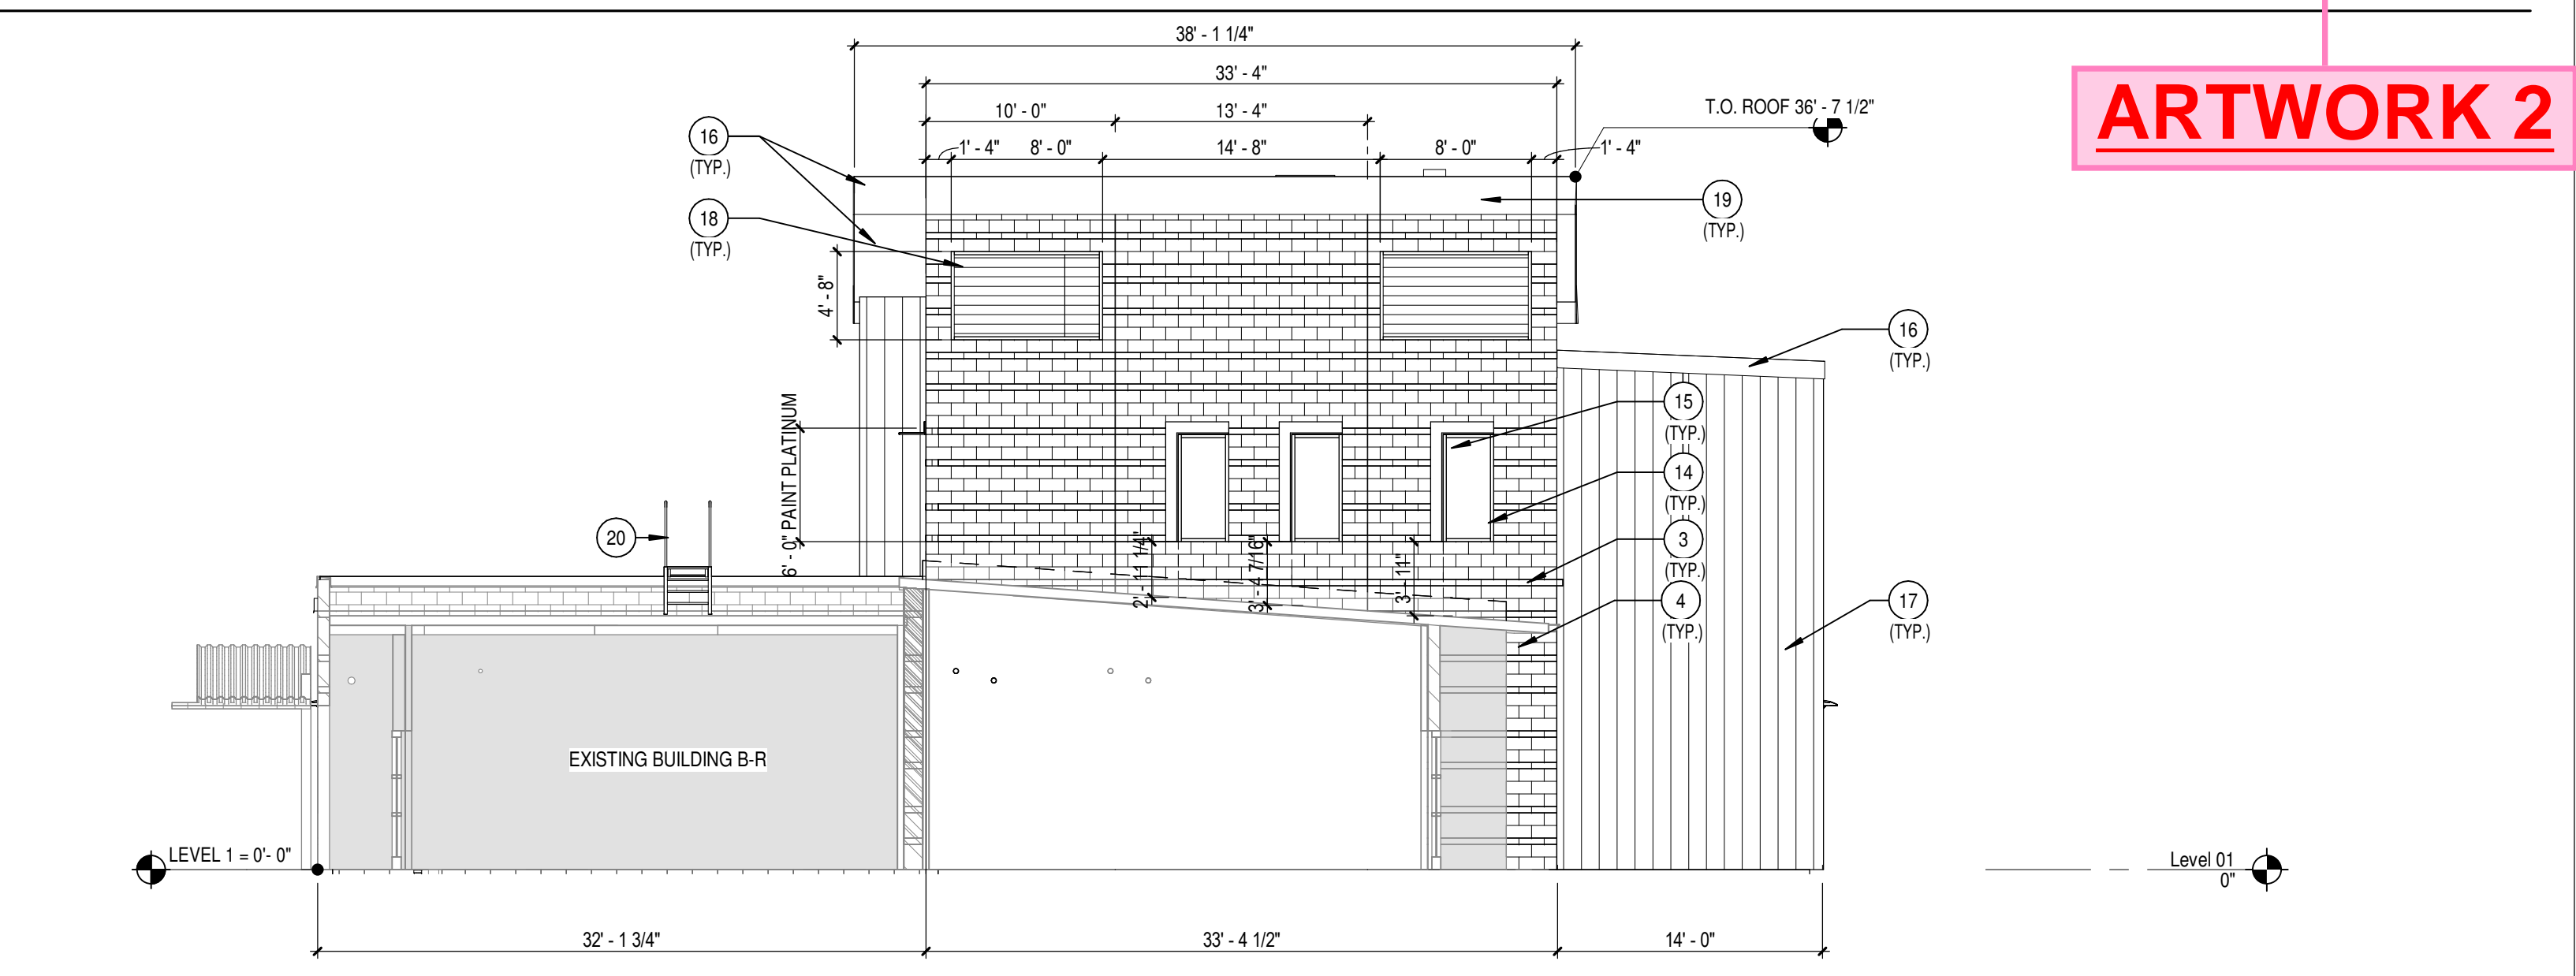 38' - 1 1/4"
ARTWORK 2
33' - 4"
10' - 0"
13' - 4"
T.O. ROOF 36' - 7 1/2"
16
(TYP.)
1' - 4"
8' - 0"
14' - 8"
8' - 0"
1' - 4"
19
(TYP.)
18
(TYP.)
4' - 8"
16
(TYP.)
6' - 0" PAINT PLATINUM
15
(TYP.)
14
(TYP.)
20
2' - 11 1/4"
3' - 4 7/16"
3' - 11"
3
(TYP.)
4
(TYP.)
17
(TYP.)
EXISTING BUILDING B-R
LEVEL 1 = 0'- 0"
Level 01
0"
32' - 1 3/4"
33' - 4 1/2"
14' - 0"